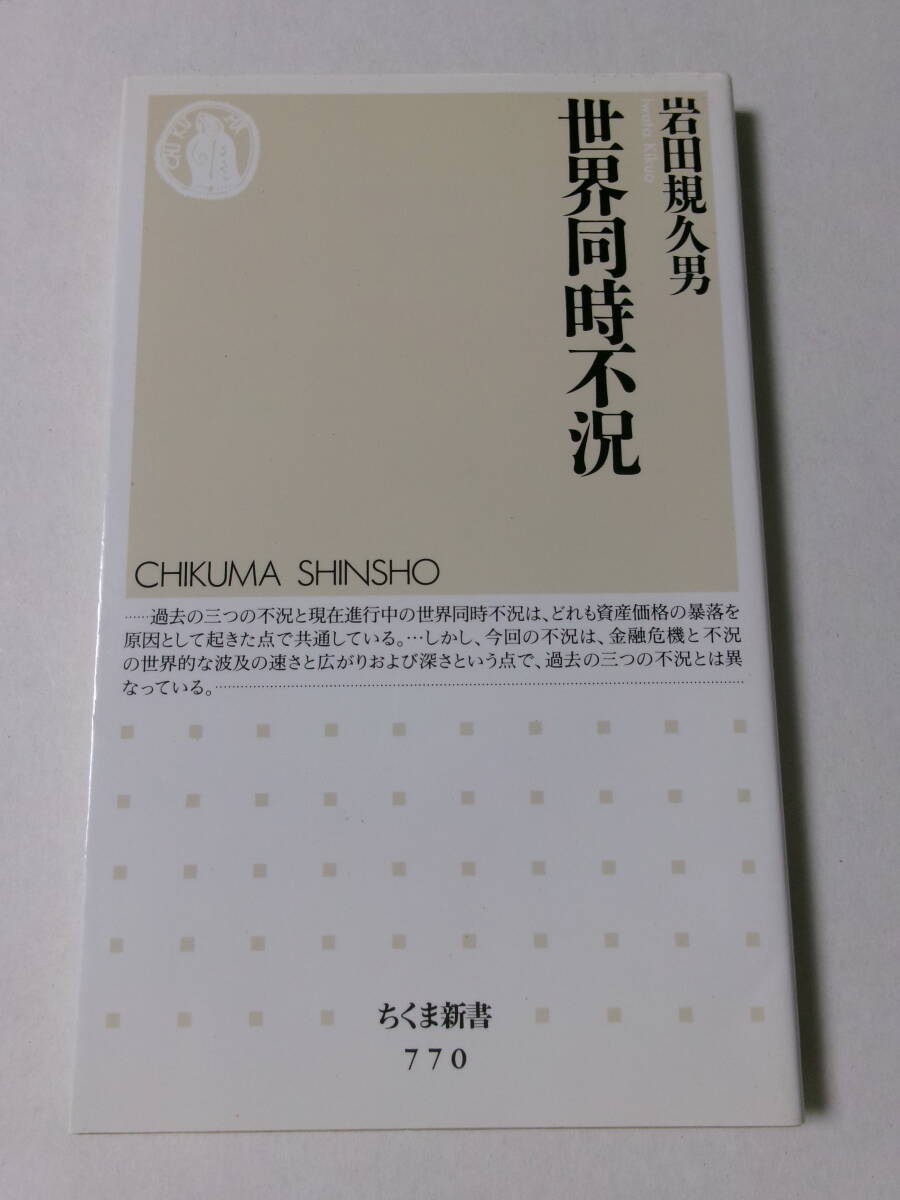 岩田規久男
Iwata Kikuo
世界同時不況
CHIKUMA SHINSHO
……過去の三つの不況と現在進行中の世界同時不況は、どれも資産価格の暴落を
原因として起きた点で共通している。…しかし、今回の不況は、金融危機と不況
の世界的な波及の速さと広がりおよび深さという点で、過去の三つの不況とは異
なっている。
ちくま新書
770